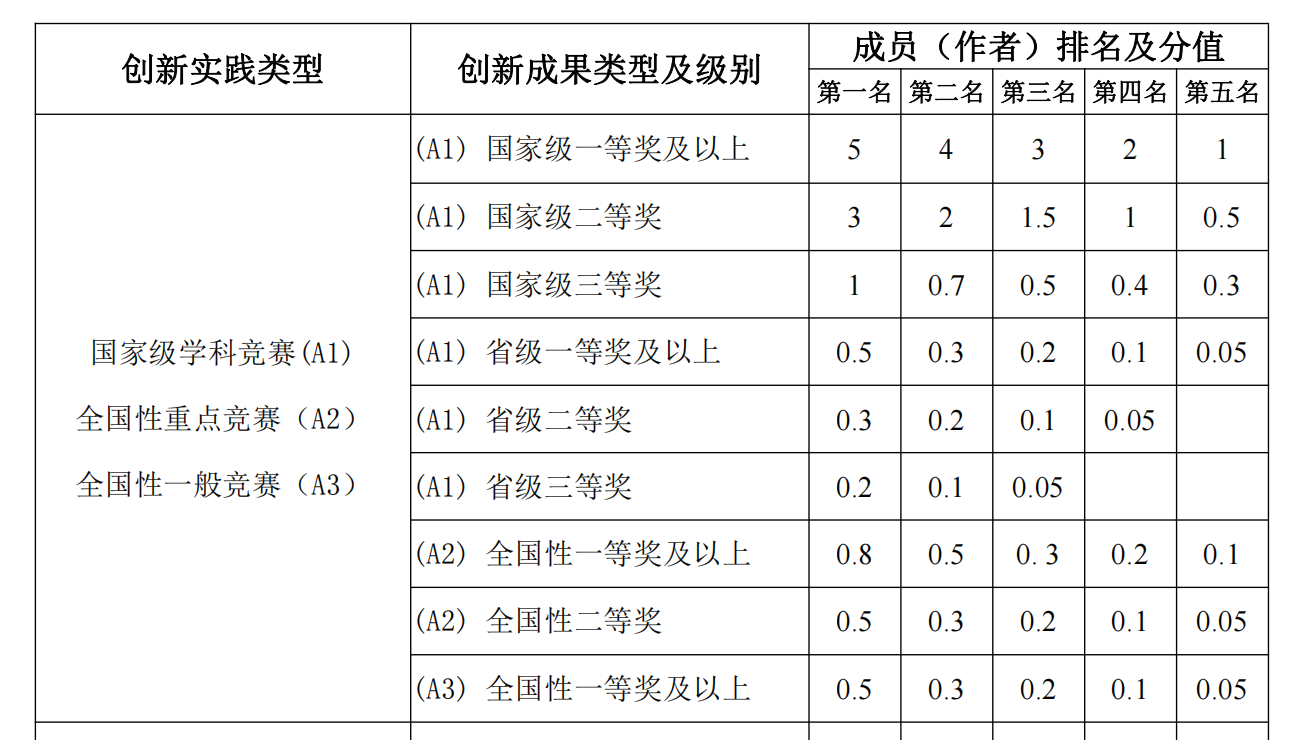 创新实践类型 创新成果类型及级别 成员（作者）排名及分值
第一名 第二名 第三名 第四名 第五名
国家级学科竞赛(A1)
全国性重点竞赛（A2）
全国性一般竞赛（A3）
(A1) 国家级一等奖及以上 5 4 3 2 1
(A1) 国家级二等奖 3 2 1.5 1 0.5
(A1) 国家级三等奖 1 0.7 0.5 0.4 0.3
(A1) 省级一等奖及以上 0.5 0.3 0.2 0.1 0.05
(A1) 省级二等奖 0.3 0.2 0.1 0.05
(A1) 省级三等奖 0.2 0.1 0.05
(A2) 全国性一等奖及以上 0.8 0.5 0. 3 0.2 0.1
(A2) 全国性二等奖 0.5 0.3 0.2 0.1 0.05
(A3) 全国性一等奖及以上 0.5 0.3 0.2 0.1 0.05